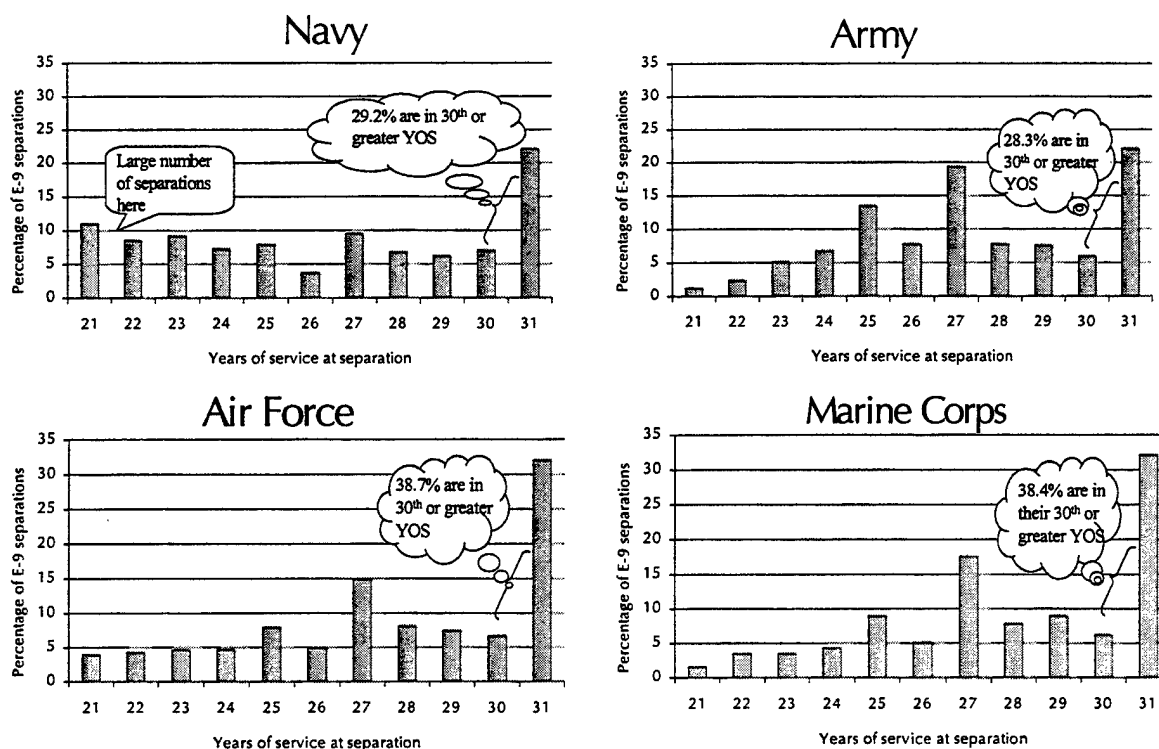 Navy
Percentage of E-9 separations
35
30
25
20
15
10
5
0
Large number
of separations
here
29.2% are in 30th or
greater YOS
21 22 23 24 25 26 27 28 29 30 31
Years of service at separation
Army
Percentage of E-9 separations
35
30
25
20
15
10
5
0
28.3% are in
30th or greater
YOS
21 22 23 24 25 26 27 28 29 30 31
Years of service at separation
Air Force
Percentage of E-9 separations
35
30
25
20
15
10
5
0
38.7% are in
30th or greater
YOS
21 22 23 24 25 26 27 28 29 30 31
Years of service at separation
Marine Corps
Percentage of E-9 separations
35
30
25
20
15
10
5
0
38.4% are in
their 30th or
greater YOS
21 22 23 24 25 26 27 28 29 30 31
Years of service at separation